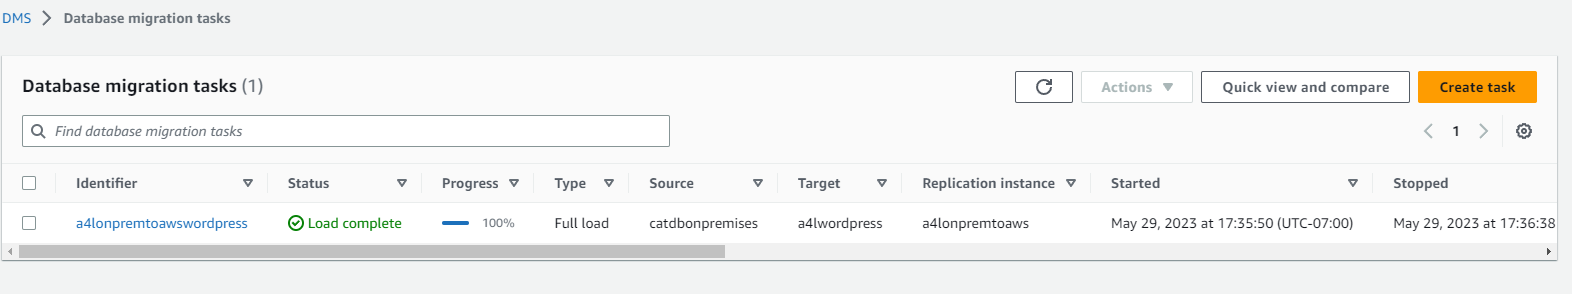 DMS > Database migration tasks
Database migration tasks (1)
Actions
Quick view and compare
Create task
Find database migration tasks
1
Identifier Status Progress Type Source Target Replication instance Started Stopped
a4lonpremtoawswordpress Load complete 100% Full load catdbonpremises a4lwordpress a4lonpremtoaws May 29, 2023 at 17:35:50 (UTC-07:00) May 29, 2023 at 17:36:38